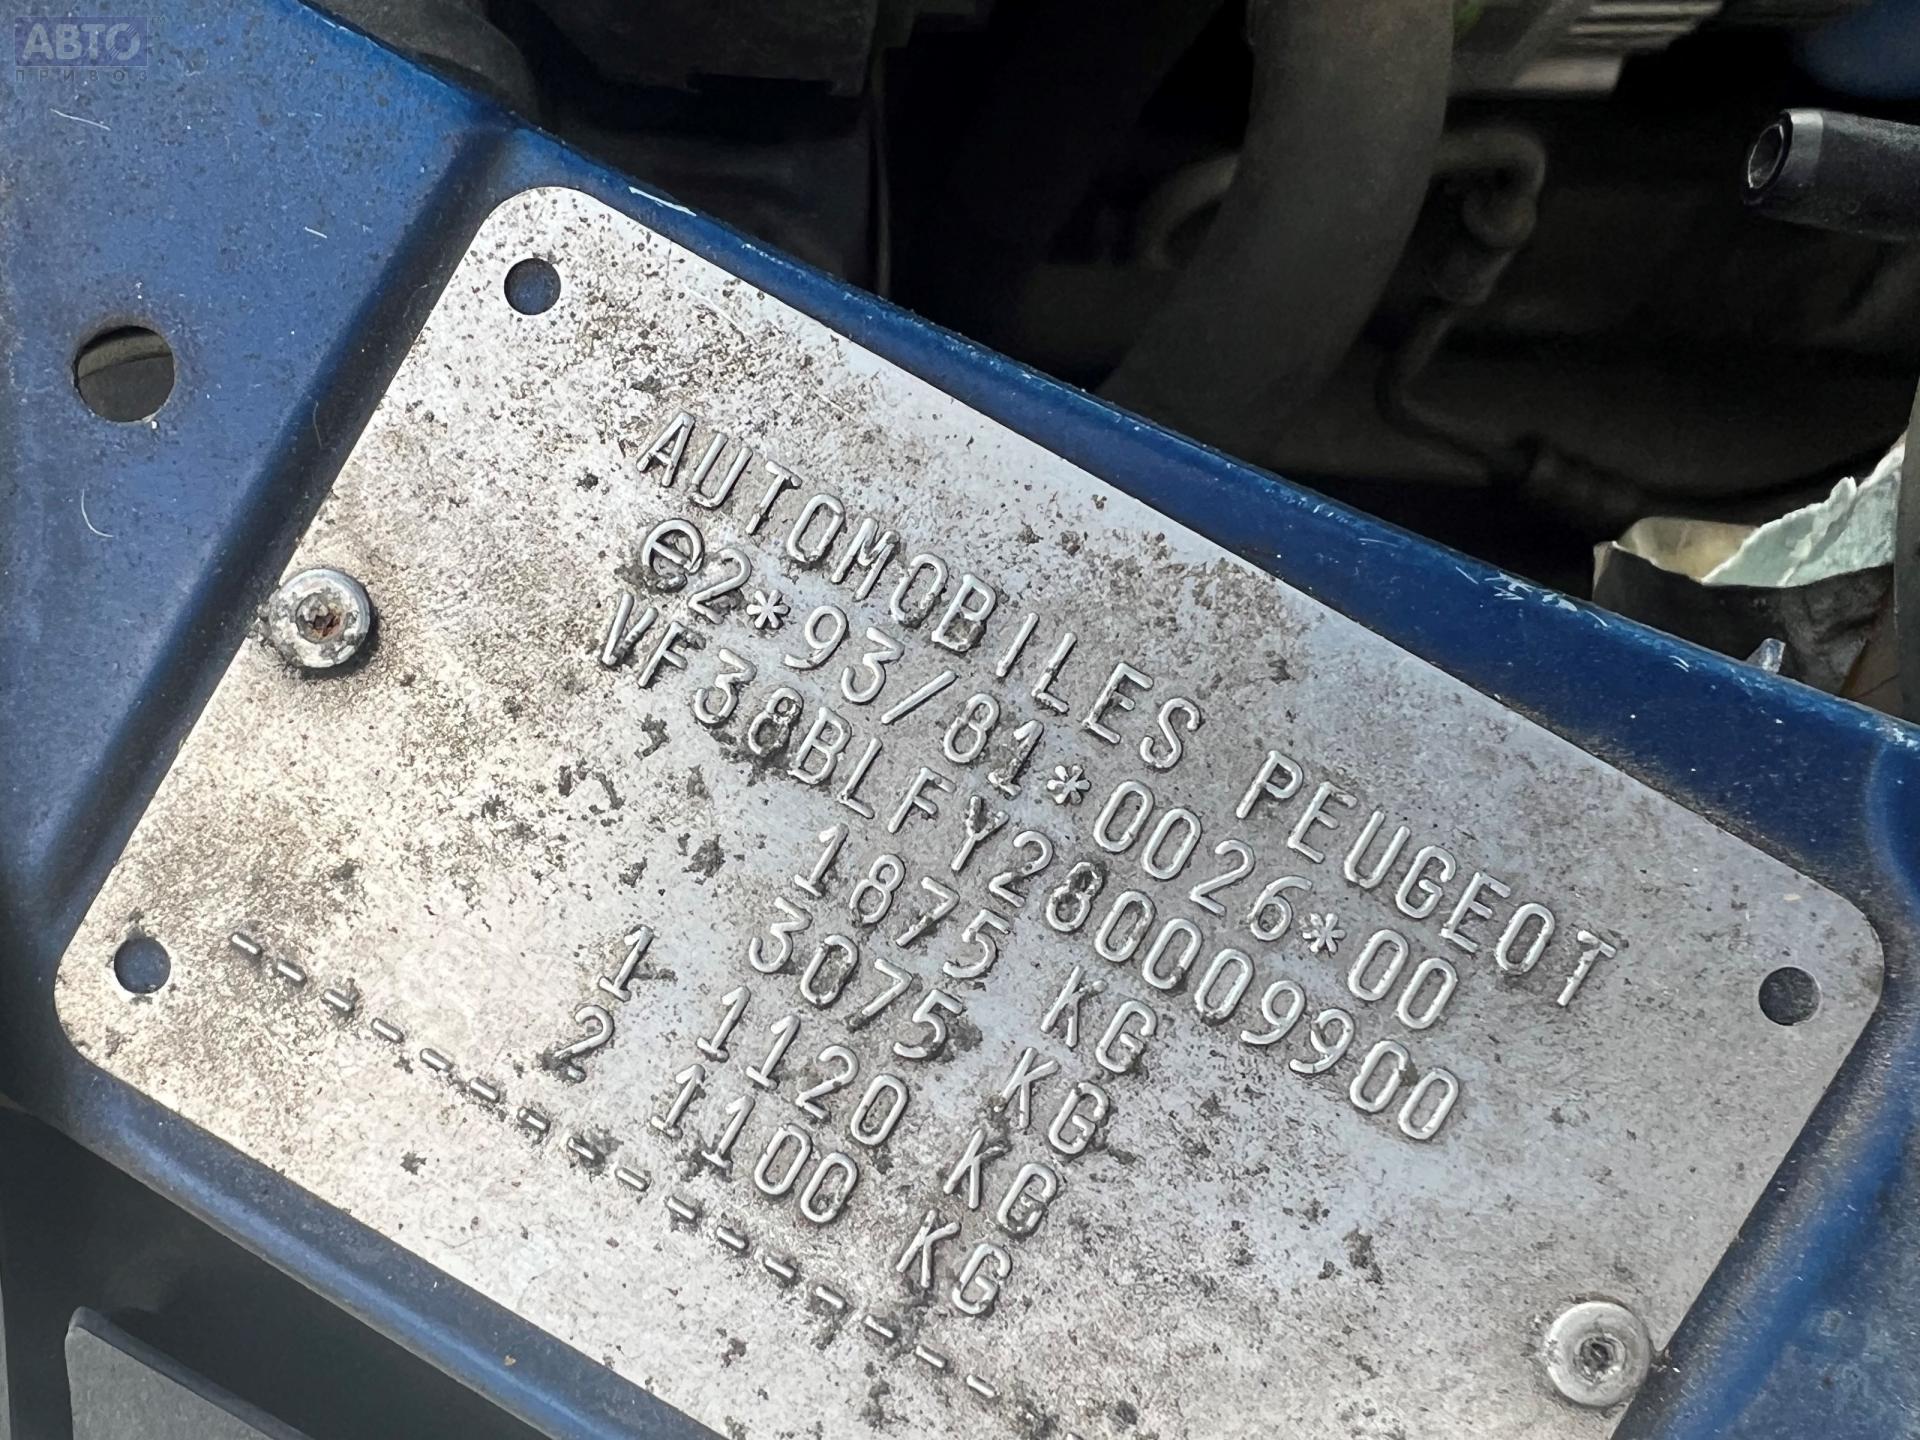 АВТО
ПРИВОЗ
AUTOMOBILES PEUGEOT
e2*93/81*0026*00
VF38BLFY280009900
1875 KG
3075 KG
1 1120 KG
2 1100 KG
----------------